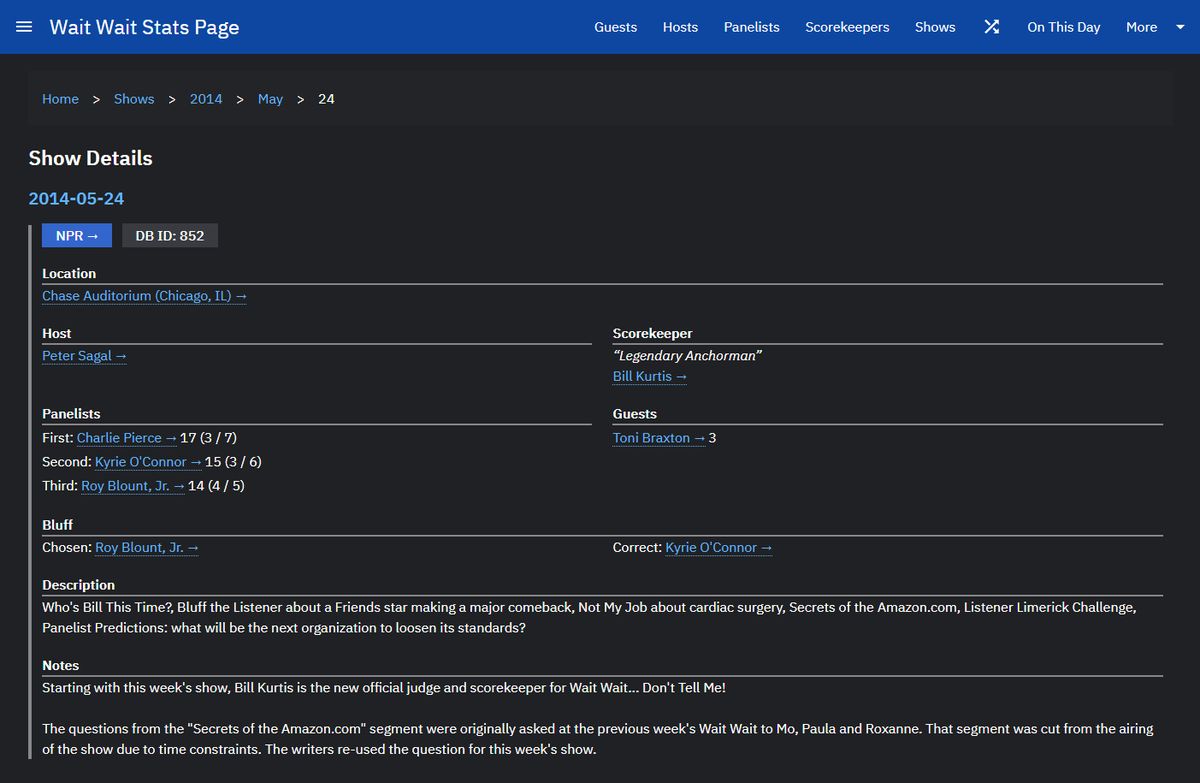 Wait Wait Stats Page
Guests Hosts Panelists Scorekeepers Shows On This Day More
Home > Shows > 2014 > May > 24
Show Details
2014-05-24
NPR → DB ID: 852
Location
Chase Auditorium (Chicago, IL) →
Host Scorekeeper
Peter Sagal → “Legendary Anchorman”
Bill Kurtis →
Panelists Guests
First: Charlie Pierce → 17 (3 / 7) Toni Braxton → 3
Second: Kyrie O'Connor → 15 (3 / 6)
Third: Roy Blount, Jr. → 14 (4 / 5)
Bluff
Chosen: Roy Blount, Jr. → Correct: Kyrie O'Connor →
Description
Who's Bill This Time?, Bluff the Listener about a Friends star making a major comeback, Not My Job about cardiac surgery, Secrets of the Amazon.com, Listener Limerick Challenge,
Panelist Predictions: what will be the next organization to loosen its standards?
Notes
Starting with this week's show, Bill Kurtis is the new official judge and scorekeeper for Wait Wait... Don't Tell Me!
The questions from the "Secrets of the Amazon.com" segment were originally asked at the previous week's Wait Wait to Mo, Paula and Roxanne. That segment was cut from the airing
of the show due to time constraints. The writers re-used the question for this week's show.